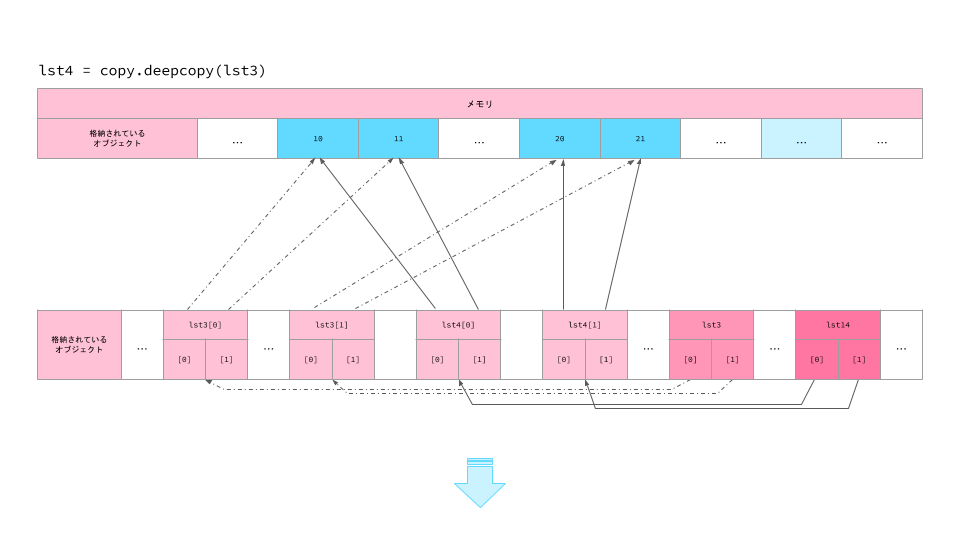 lst4 = copy.deepcopy(lst3)
メモリ
格納されている
オブジェクト
… 10 11 … 20 21 … … …
lst3[0] lst3[1] lst4[0] lst4[1] lst3 lst14
格納されている
オブジェクト
… … … … …
[0] [1] [0] [1] [0] [1] [0] [1] [0] [1] [0] [1]